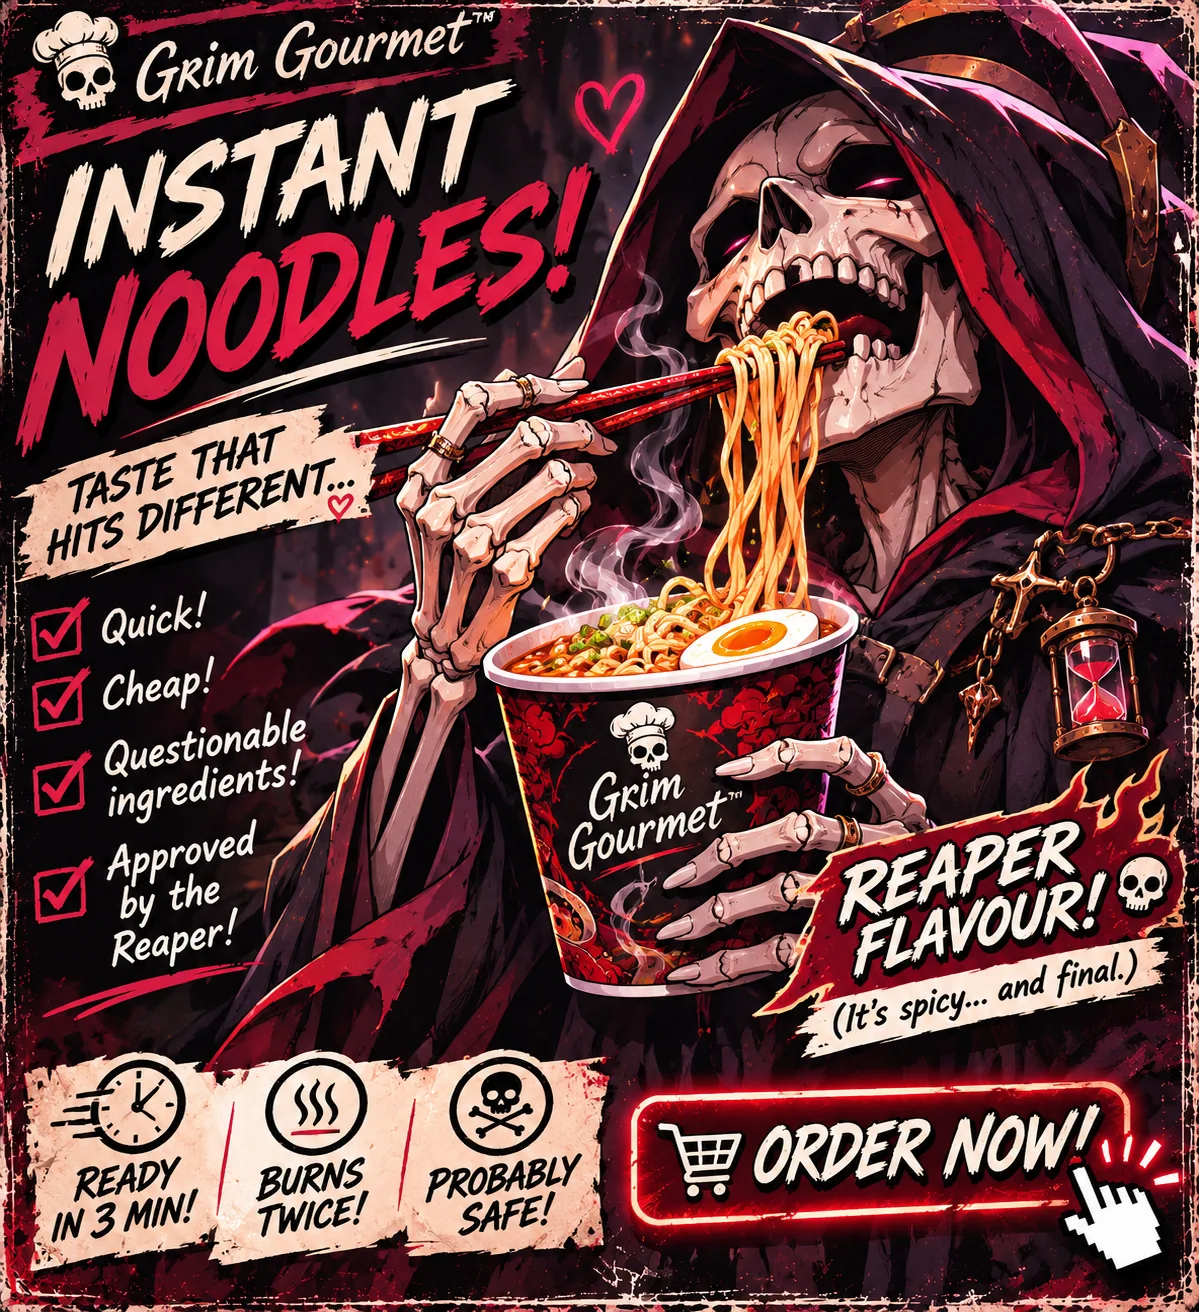 Grim Gourmet™
INSTANT
NOODLES!
TASTE THAT
HITS DIFFERENT...
Quick!
Cheap!
Questionable
ingredients!
Approved
by the
Reaper!
Grim
Gourmet™
REAPER
FLAVOUR!
(It's spicy... and final.)
READY
IN 3 MIN!
BURNS
TWICE!
PROBABLY
SAFE!
ORDER NOW!